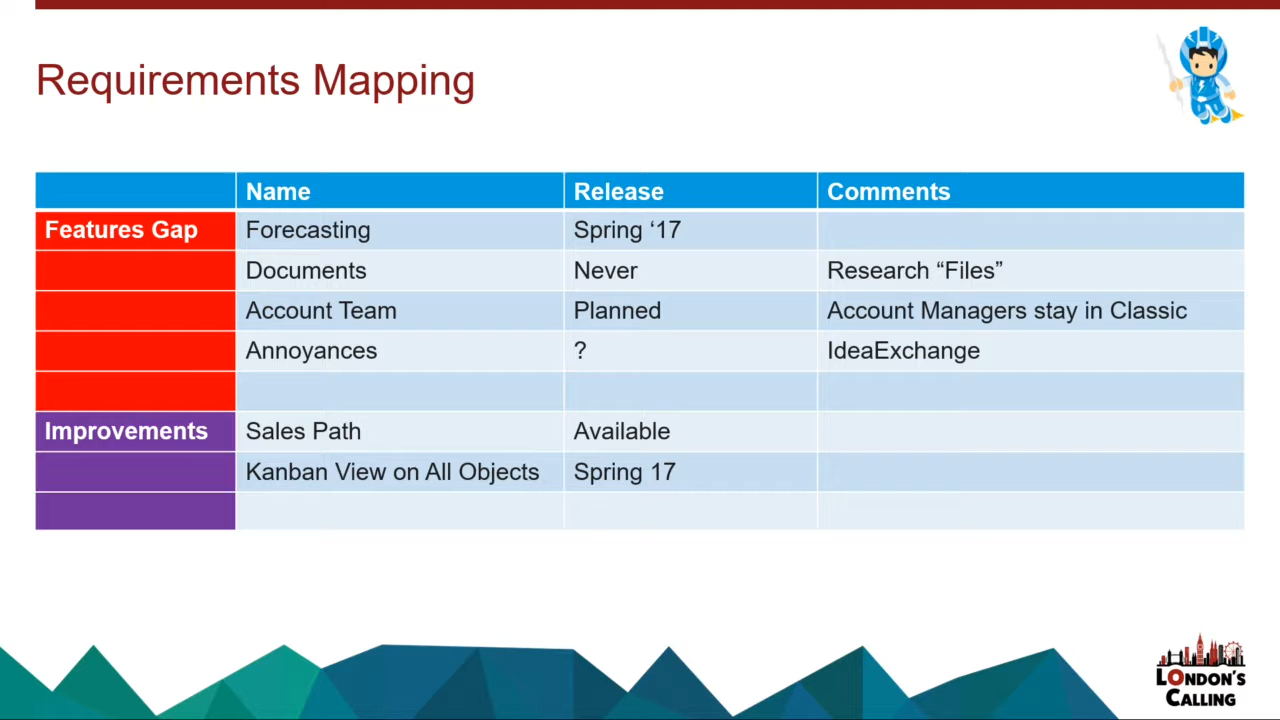 Requirements Mapping
Name Release Comments
Features Gap Forecasting Spring ‘17
Documents Never Research “Files”
Account Team Planned Account Managers stay in Classic
Annoyances ? IdeaExchange
Improvements Sales Path Available
Kanban View on All Objects Spring 17
LONDON'S
CALLING